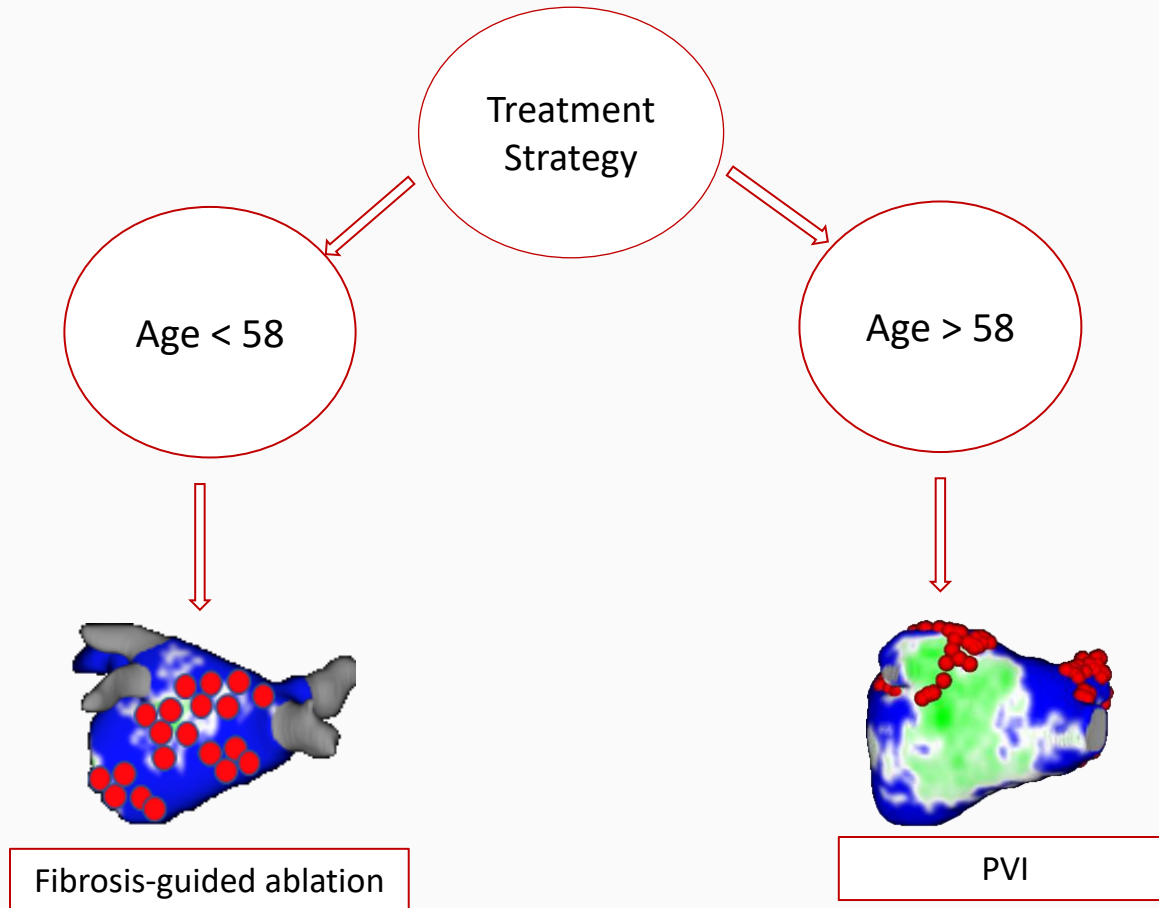 Treatment
Strategy
Age < 58
Age > 58
Fibrosis-guided ablation
PVI